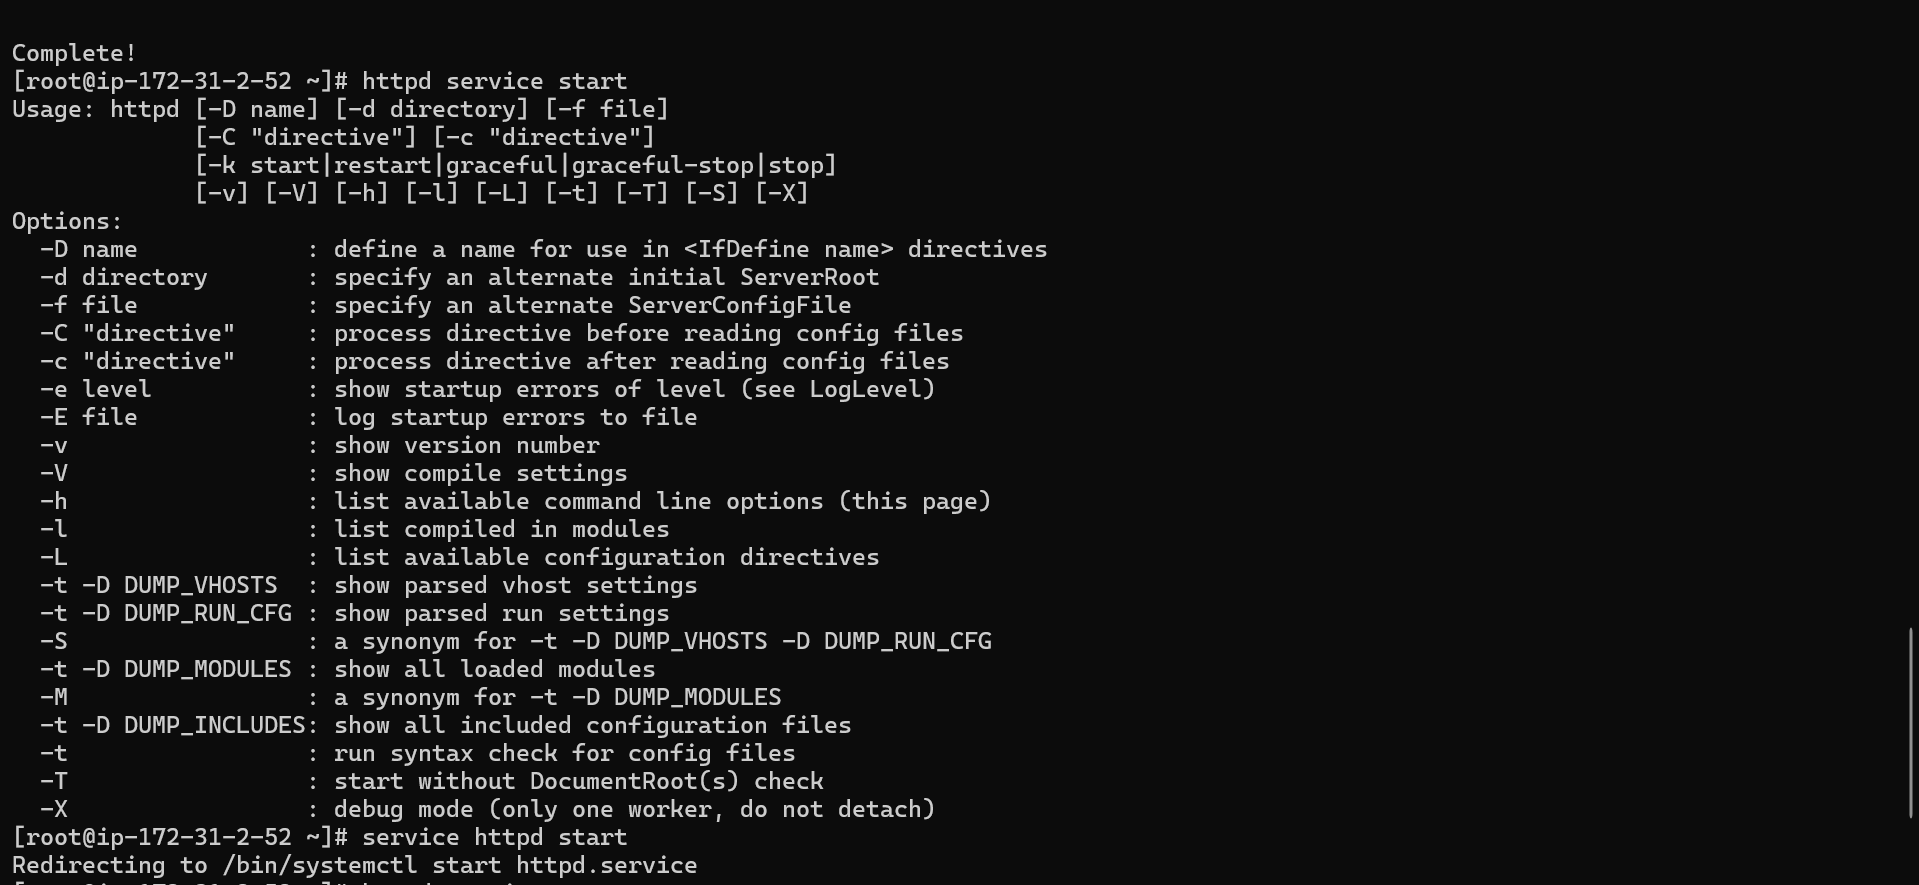 Complete!
[root@ip-172-31-2-52 ~]# httpd service start
Usage: httpd [-D name] [-d directory] [-f file]
             [-C "directive"] [-c "directive"]
             [-k start|restart|graceful|graceful-stop|stop]
             [-v] [-V] [-h] [-l] [-L] [-t] [-T] [-S] [-X]
Options:
  -D name            : define a name for use in <IfDefine name> directives
  -d directory       : specify an alternate initial ServerRoot
  -f file            : specify an alternate ServerConfigFile
  -C "directive"     : process directive before reading config files
  -c "directive"     : process directive after reading config files
  -e level           : show startup errors of level (see LogLevel)
  -E file            : log startup errors to file
  -v                 : show version number
  -V                 : show compile settings
  -h                 : list available command line options (this page)
  -l                 : list compiled in modules
  -L                 : list available configuration directives
  -t -D DUMP_VHOSTS  : show parsed vhost settings
  -t -D DUMP_RUN_CFG : show parsed run settings
  -S                 : a synonym for -t -D DUMP_VHOSTS -D DUMP_RUN_CFG
  -t -D DUMP_MODULES : show all loaded modules
  -M                 : a synonym for -t -D DUMP_MODULES
  -t -D DUMP_INCLUDES: show all included configuration files
  -t                 : run syntax check for config files
  -T                 : start without DocumentRoot(s) check
  -X                 : debug mode (only one worker, do not detach)
[root@ip-172-31-2-52 ~]# service httpd start
Redirecting to /bin/systemctl start httpd.service